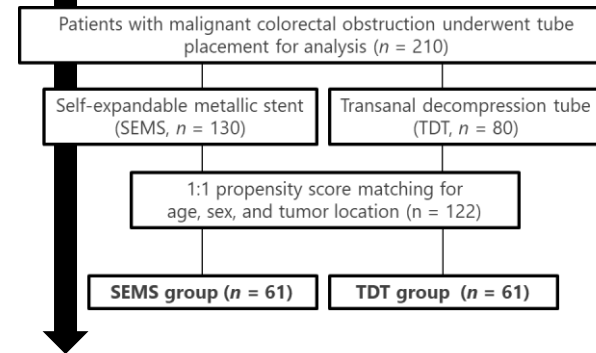 Patients with malignant colorectal obstruction underwent tube
placement for analysis (n = 210)
Self-expandable metallic stent
(SEMS, n = 130)
Transanal decompression tube
(TDT, n = 80)
1:1 propensity score matching for
age, sex, and tumor location (n = 122)
SEMS group (n = 61)
TDT group (n = 61)